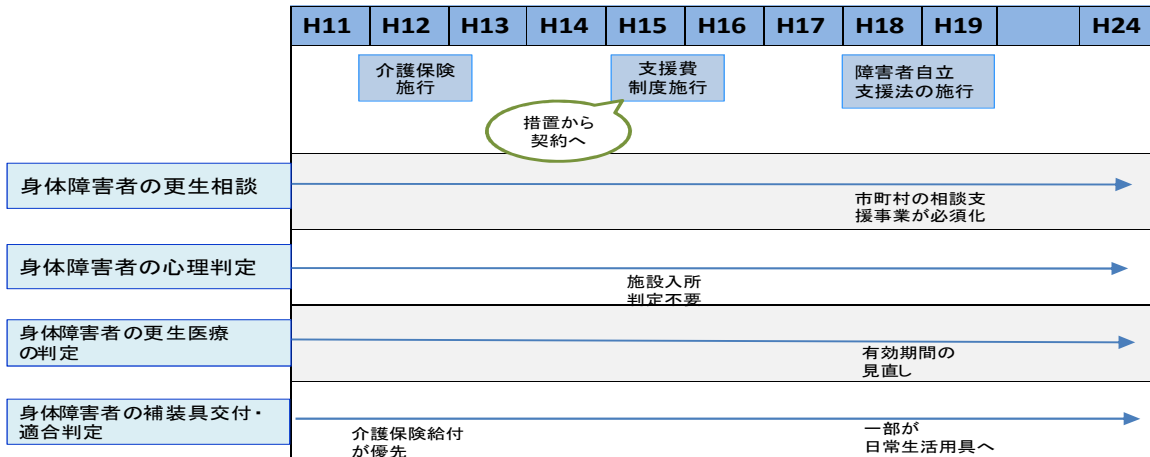 H11 H12 H13 H14 H15 H16 H17 H18 H19 H24
介護保険
施行
支援費
制度施行
障害者自立
支援法の施行
措置から
契約へ
身体障害者の更生相談
市町村の相談支
援事業が必須化
身体障害者の心理判定
施設入所
判定不要
身体障害者の更生医療
の判定
有効期間の
見直し
身体障害者の補装具交付・
適合判定
介護保険給付
が優先
一部が
日常生活用具へ